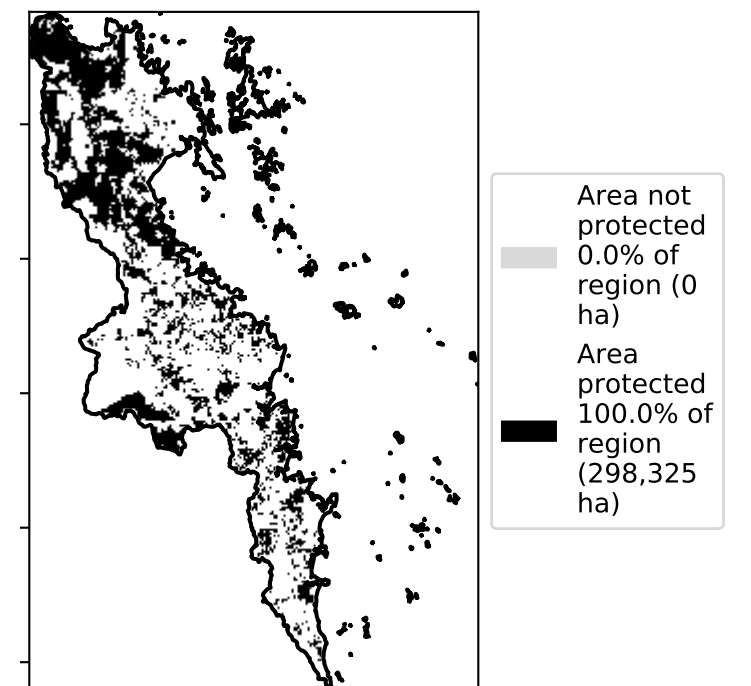 Area not
protected
0.0% of
region (0
ha)
Area
protected
100.0% of
region
(298,325
ha)